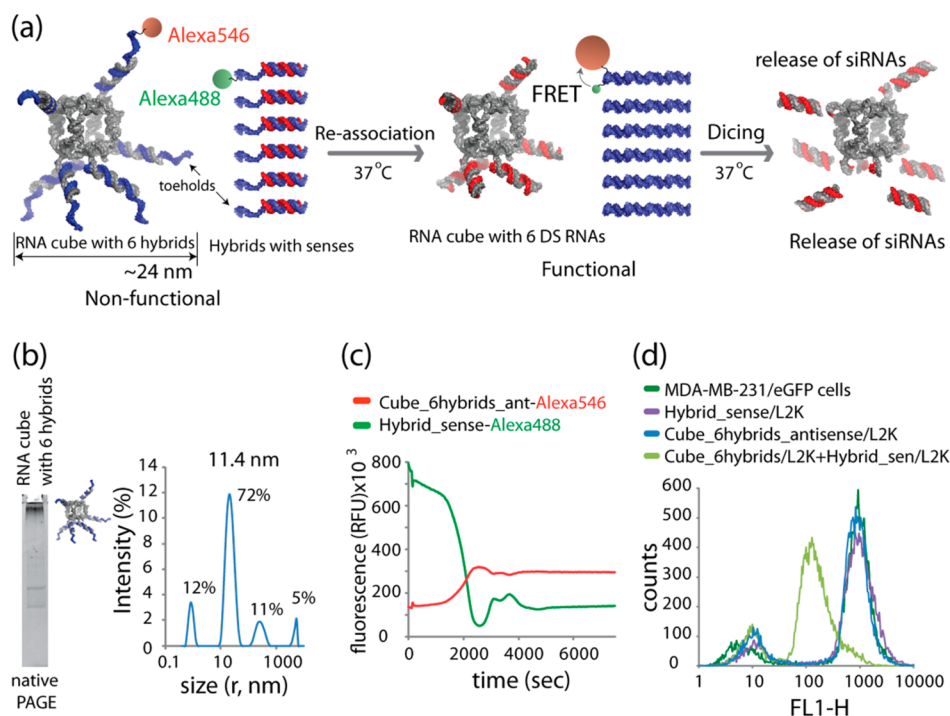 (a)
Alexa546
Alexa488
toeholds
RNA cube with 6 hybrids
~24 nm
Non-functional
Hybrids with senses
Re-association
37°C
FRET
RNA cube with 6 DS RNAs
Functional
Dicing
37°C
release of siRNAs
Release of siRNAs
(b)
RNA cube
with 6 hybrids
native
PAGE
11.4 nm
Intensity (%)
14
12
10
8
6
4
2
0
12%
72%
11%
5%
0.1
10
1000
size (r, nm)
(c)
Cube_6hybrids_ant-Alexa546
Hybrid_sense-Alexa488
fluorescence (RFU)x10³
800
600
400
200
0
0
2000
4000
6000
time (sec)
(d)
MDA-MB-231/eGFP cells
Hybrid_sense/L2K
Cube_6hybrids_antisense/L2K
Cube_6hybrids/L2K+Hybrid_sen/L2K
counts
600
500
400
300
200
100
0
1
10
100
1000
10000
FL1-H